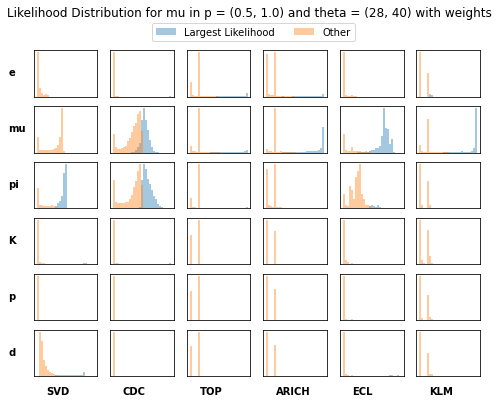 Likelihood Distribution for mu in p = (0.5, 1.0) and theta = (28, 40) with weights
Largest Likelihood Other
e
mu
pi
K
p
d
SVD CDC TOP ARICH ECL KLM